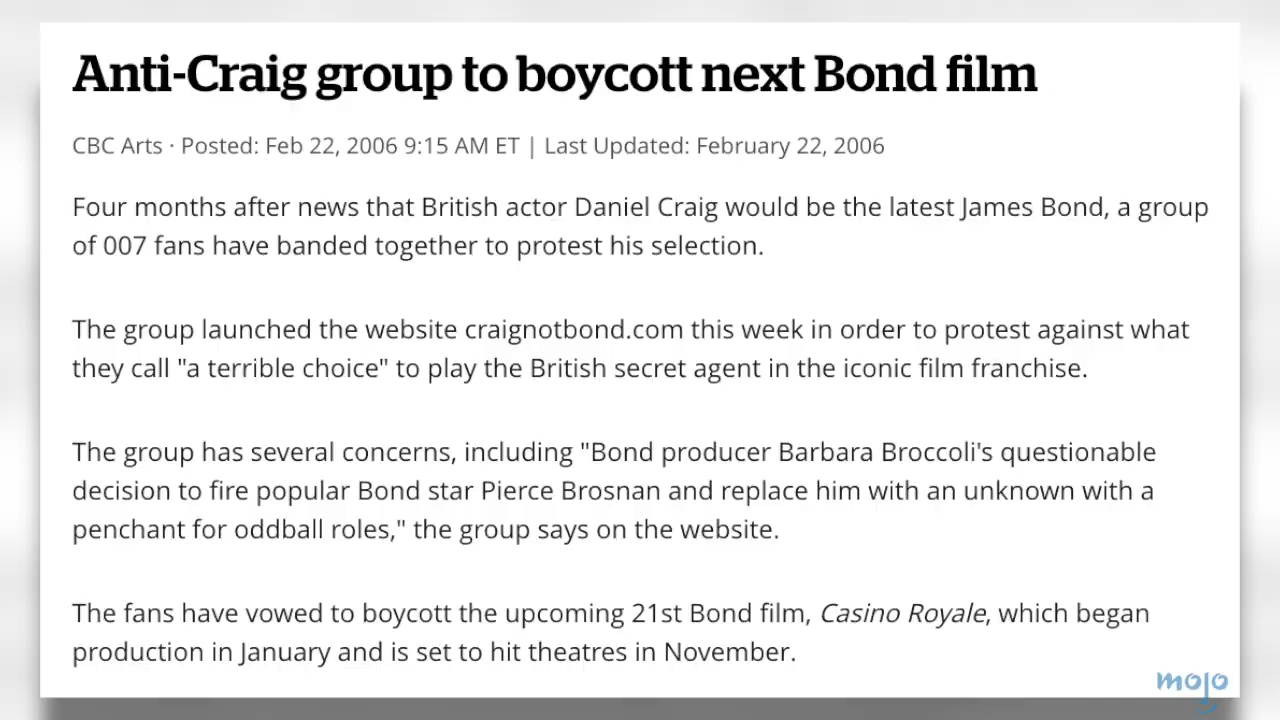 Anti-Craig group to boycott next Bond film
CBC Arts · Posted: Feb 22, 2006 9:15 AM ET | Last Updated: February 22, 2006
Four months after news that British actor Daniel Craig would be the latest James Bond, a group
of 007 fans have banded together to protest his selection.
The group launched the website craignotbond.com this week in order to protest against what
they call "a terrible choice" to play the British secret agent in the iconic film franchise.
The group has several concerns, including "Bond producer Barbara Broccoli's questionable
decision to fire popular Bond star Pierce Brosnan and replace him with an unknown with a
penchant for oddball roles," the group says on the website.
The fans have vowed to boycott the upcoming 21st Bond film, Casino Royale, which began
production in January and is set to hit theatres in November.
mojo